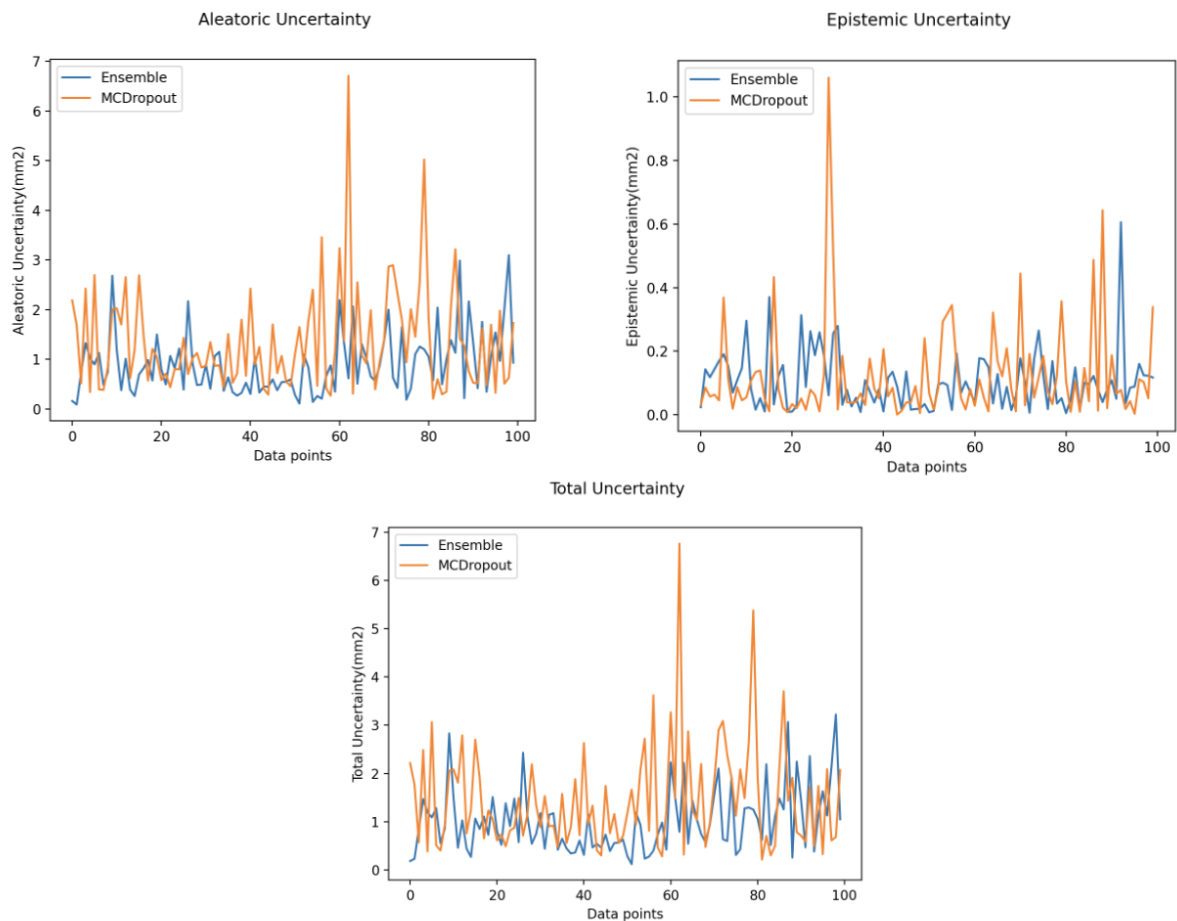 Aleatoric Uncertainty
Ensemble
MCDropout
Aleatoric Uncertainty(mm2)
7
6
5
4
3
2
1
0
0 20 40 60 80 100
Data points
Epistemic Uncertainty
Ensemble
MCDropout
Epistemic Uncertainty(mm2)
1.0
0.8
0.6
0.4
0.2
0.0
0 20 40 60 80 100
Data points
Total Uncertainty
Ensemble
MCDropout
Total Uncertainty(mm2)
7
6
5
4
3
2
1
0
0 20 40 60 80 100
Data points